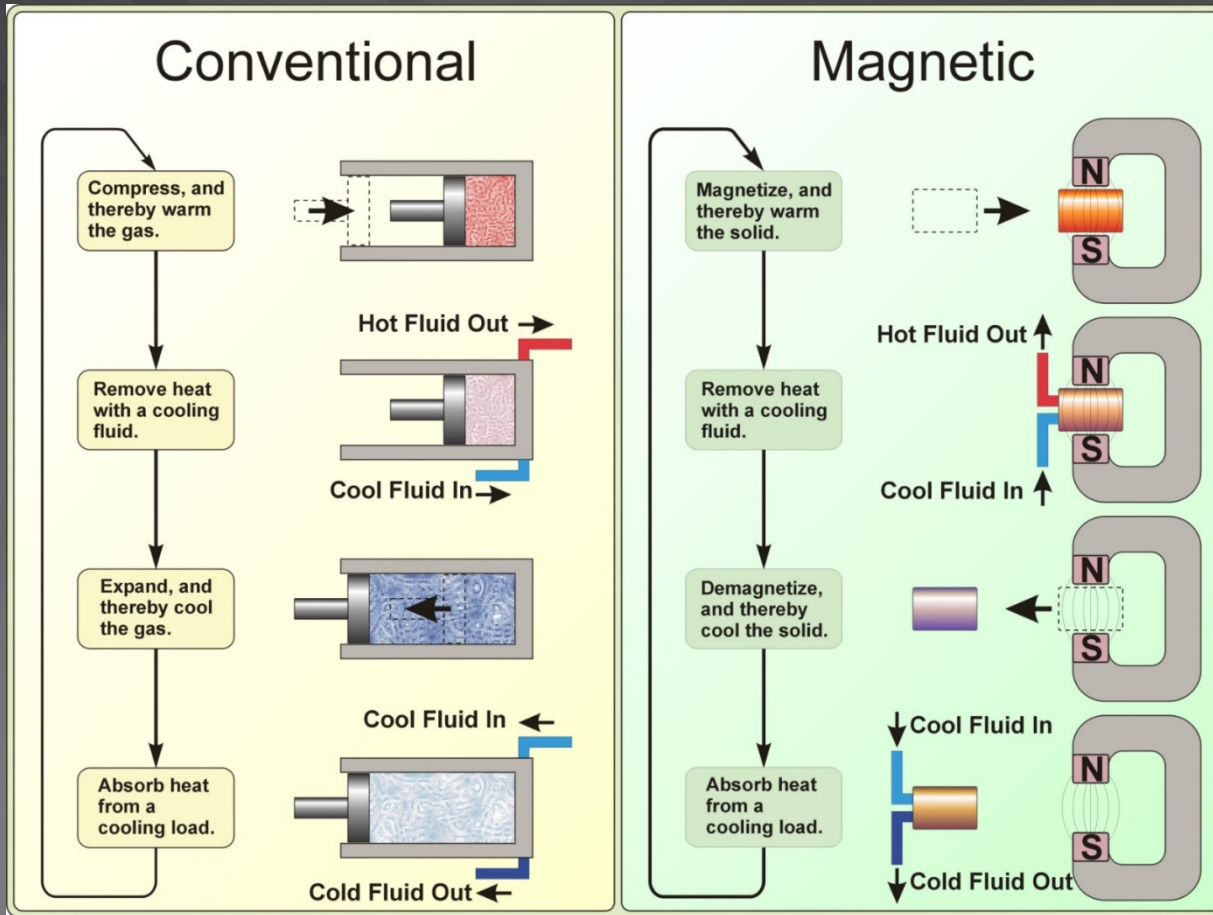 Conventional
Compress, and
thereby warm
the gas.
Hot Fluid Out
Remove heat
with a cooling
fluid.
Cool Fluid In
Expand, and
thereby cool
the gas.
Cool Fluid In
Absorb heat
from a
cooling load.
Cold Fluid Out
Magnetic
Magnetize, and
thereby warm
the solid.
N
S
Hot Fluid Out
Remove heat
with a cooling
fluid.
N
S
Cool Fluid In
Demagnetize,
and thereby
cool the solid.
N
S
Cool Fluid In
Absorb heat
from a
cooling load.
N
S
Cold Fluid Out